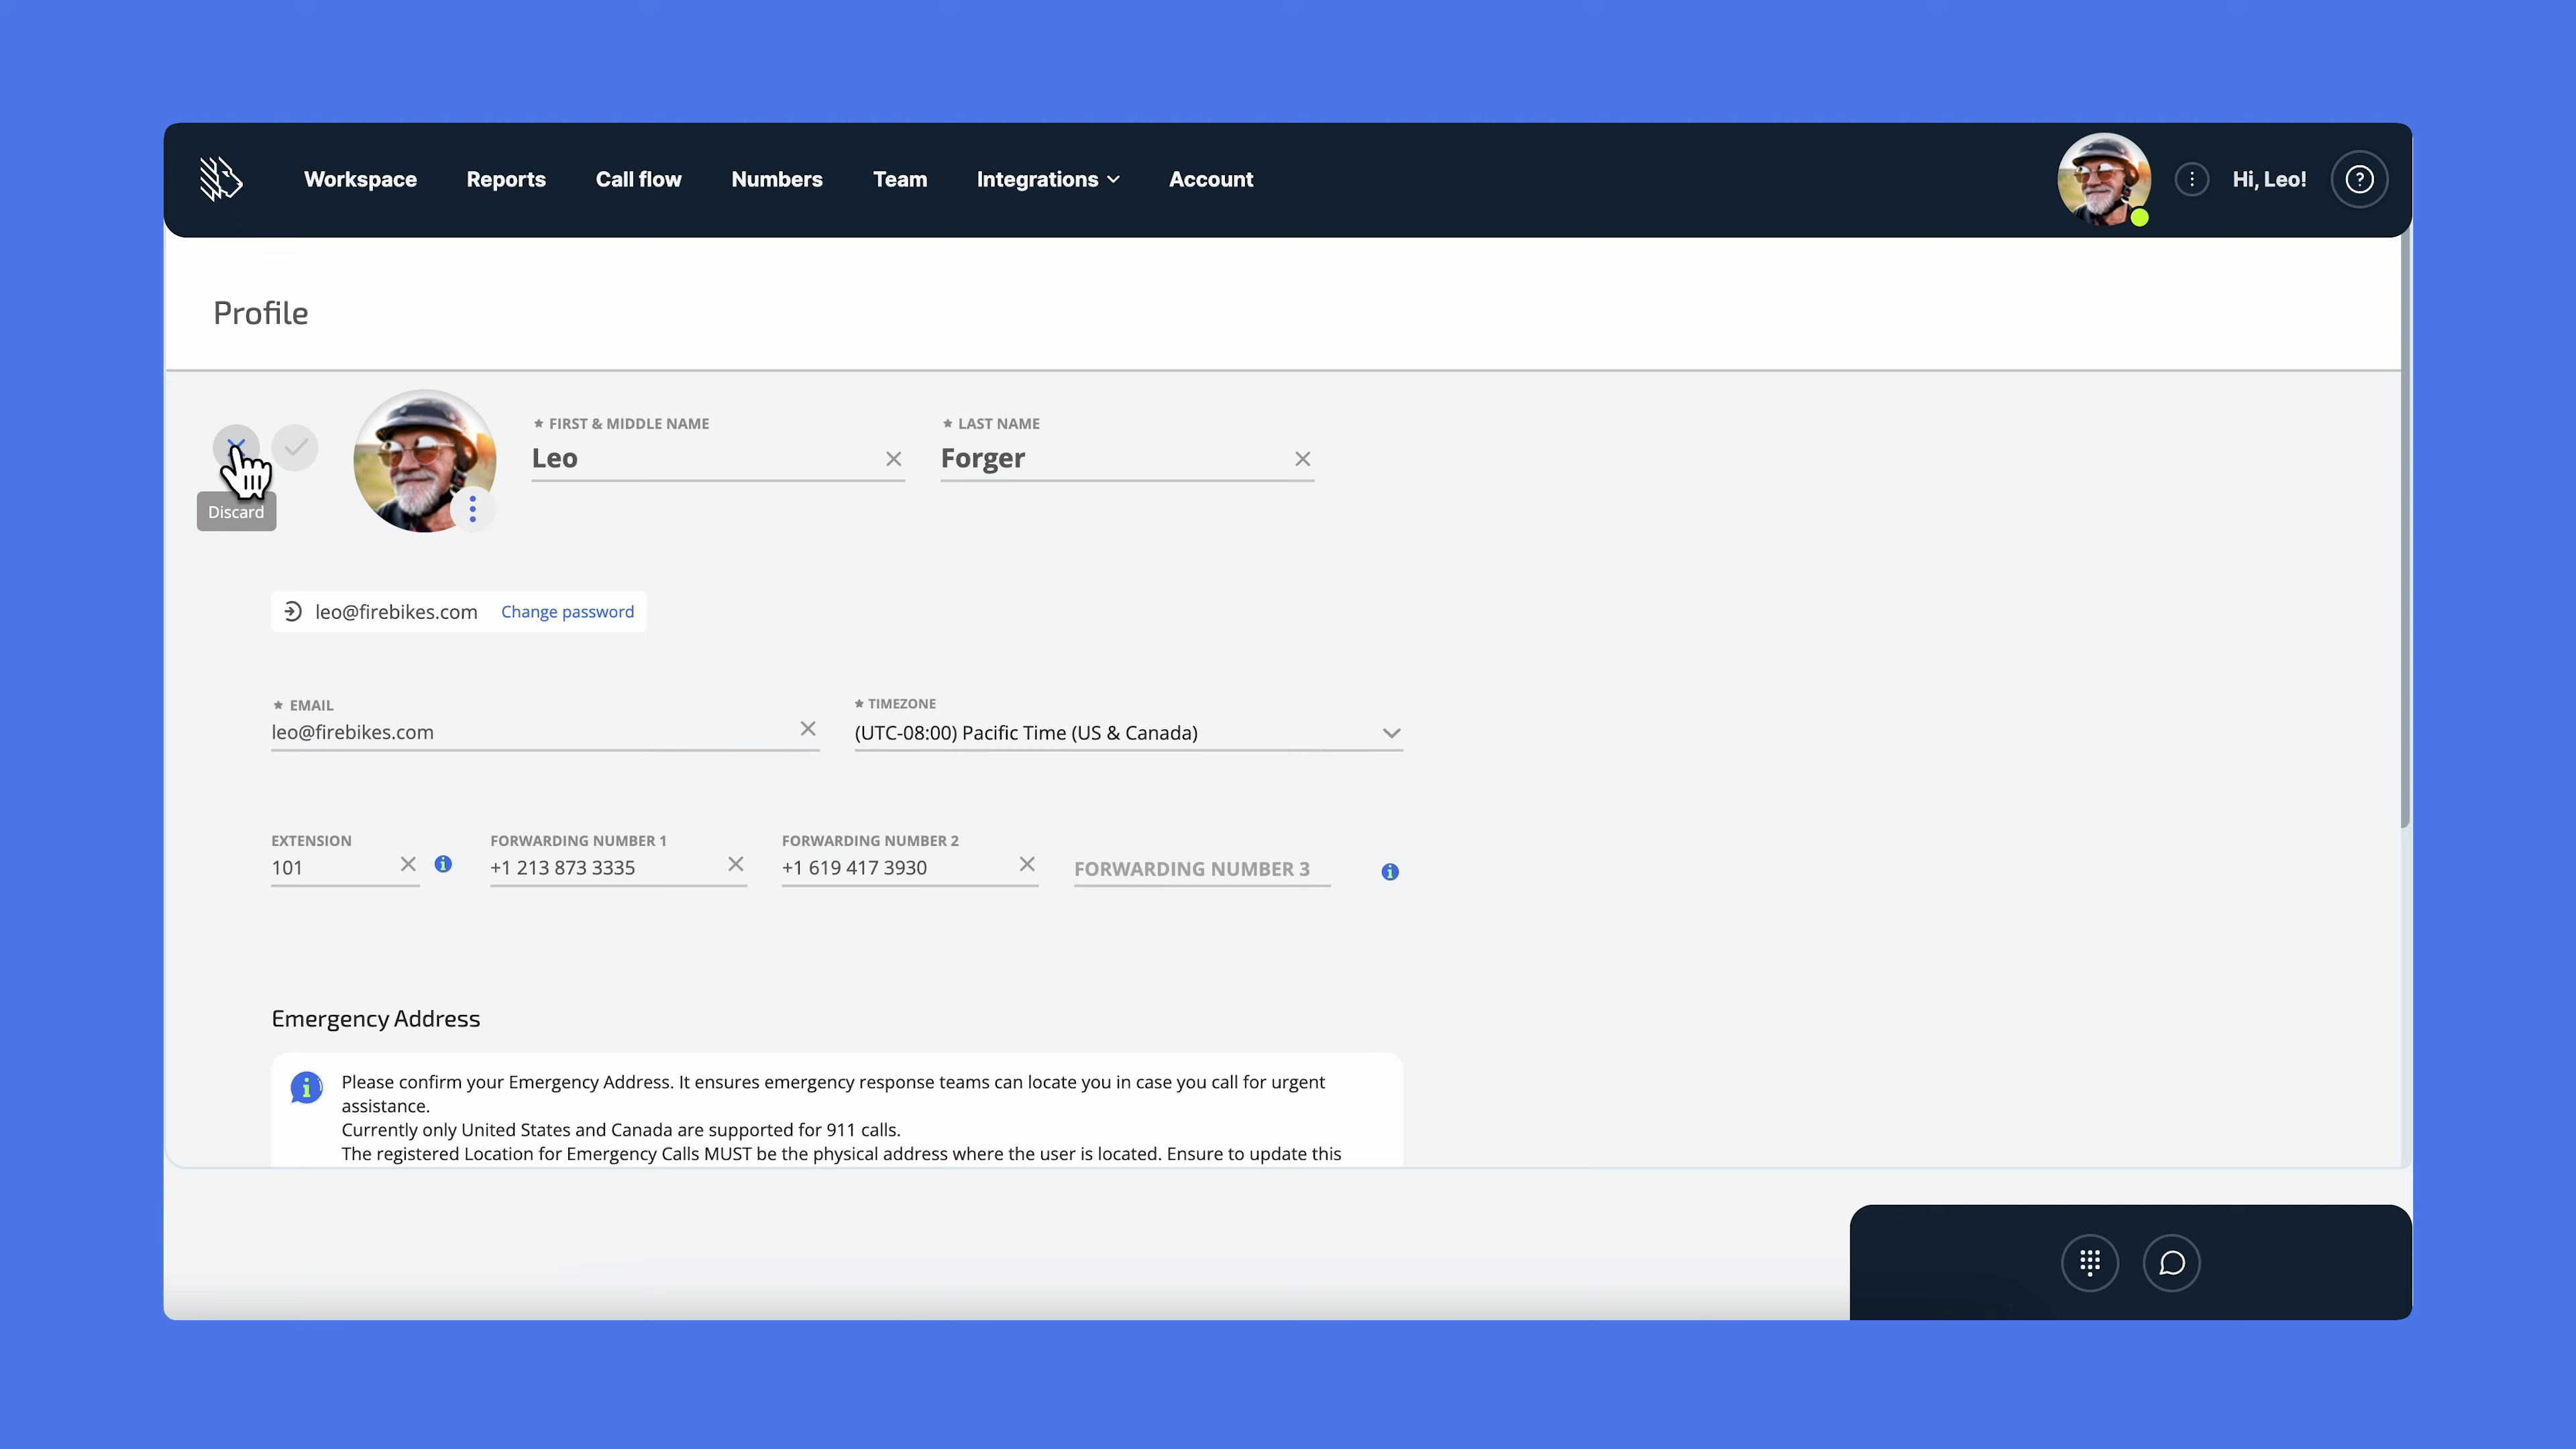 Workspace Reports Call flow Numbers Team Integrations Account Hi, Leo!
Profile
FIRST & MIDDLE NAME
Leo
LAST NAME
Forger
Discard
leo@firebikes.com Change password
EMAIL
leo@firebikes.com
TIMEZONE
(UTC-08:00) Pacific Time (US & Canada)
EXTENSION
101
FORWARDING NUMBER 1
+1 213 873 3335
FORWARDING NUMBER 2
+1 619 417 3930
FORWARDING NUMBER 3
Emergency Address
Please confirm your Emergency Address. It ensures emergency response teams can locate you in case you call for urgent
assistance.
Currently only United States and Canada are supported for 911 calls.
The registered Location for Emergency Calls MUST be the physical address where the user is located. Ensure to update this